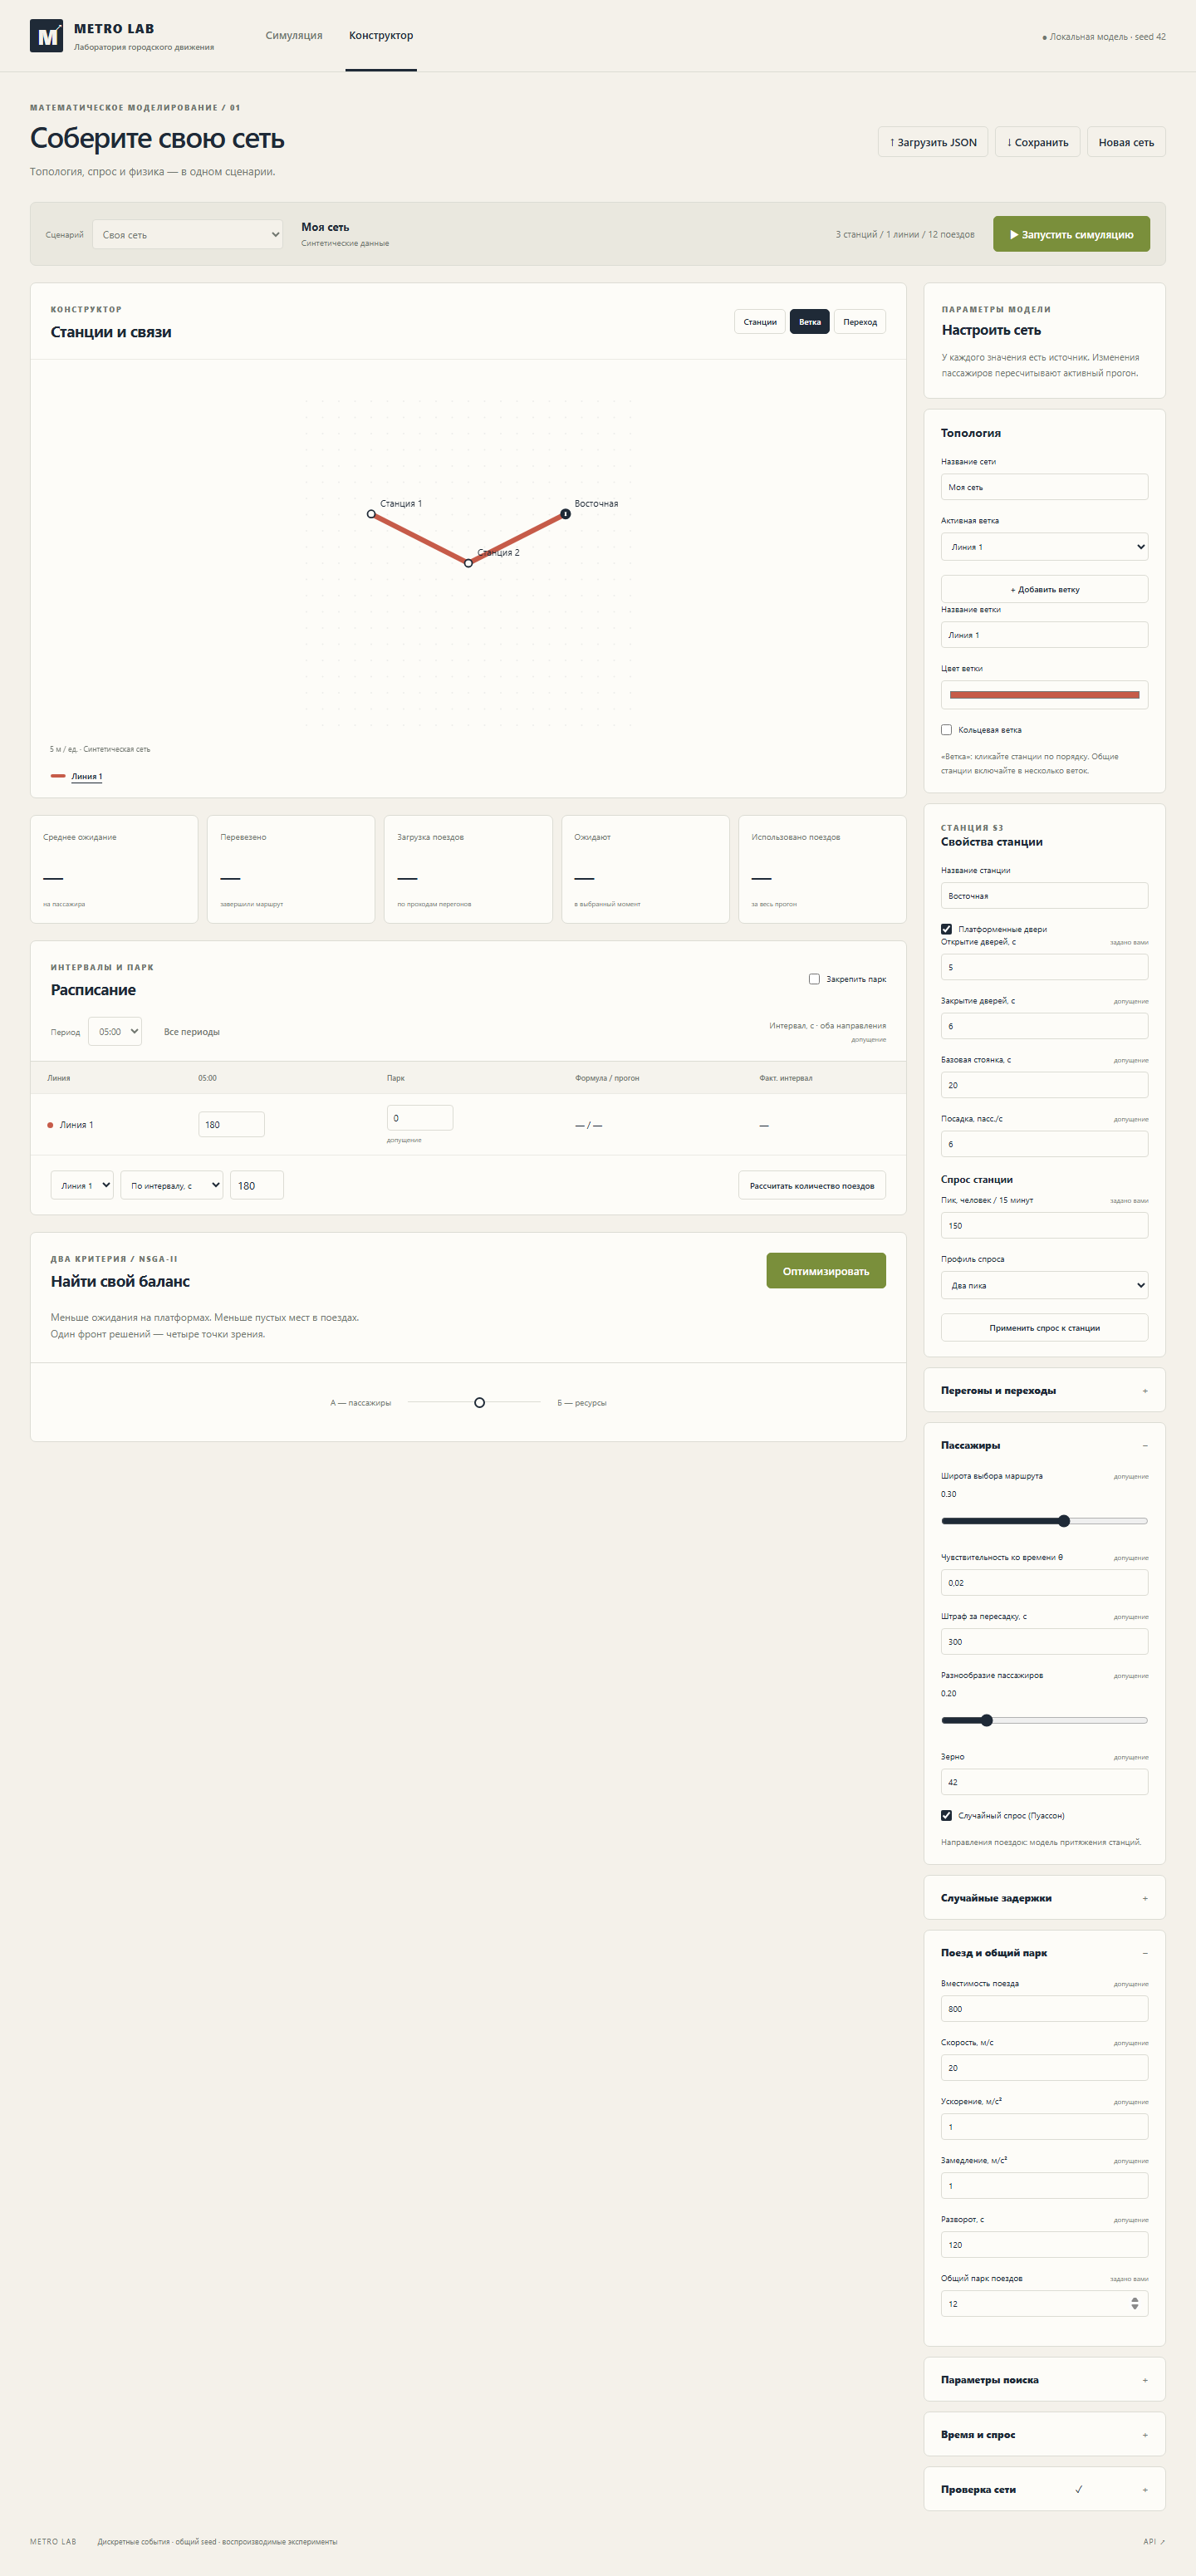 METRO LAB
Лаборатория городского движения
Симуляция
Конструктор
● Локальная модель · seed 42
МАТЕМАТИЧЕСКОЕ МОДЕЛИРОВАНИЕ / 01
Соберите свою сеть
Топология, спрос и физика — в одном сценарии.
↑ Загрузить JSON
↓ Сохранить
Новая сеть
Сценарий
Своя сеть
Моя сеть
Синтетические данные
3 станций / 1 линии / 12 поездов
▶ Запустить симуляцию
КОНСТРУКТОР
Станции и связи
Станции
Ветка
Переход
Станция 1
Восточная
Станция 2
5 м / ед. · Синтетическая сеть
Линия 1
Среднее ожидание
—
на пассажира
Перевезено
—
завершили маршрут
Загрузка поездов
—
по проходам перегонов
Ожидают
—
в выбранный момент
Использовано поездов
—
за весь прогон
ИНТЕРВАЛЫ И ПАРК
Расписание
Закрепить парк
Период
05:00
Все периоды
Интервал, с · оба направления
допущение
Линия
05:00
Парк
Формула / прогон
Факт. интервал
Линия 1
180
0
допущение
— / —
—
Линия 1
По интервалу, с
180
Рассчитать количество поездов
ДВА КРИТЕРИЯ / NSGA-II
Найти свой баланс
Оптимизировать
Меньше ожидания на платформах. Меньше пустых мест в поездах.
Один фронт решений — четыре точки зрения.
А — пассажиры
Б — ресурсы
ПАРАМЕТРЫ МОДЕЛИ
Настроить сеть
У каждого значения есть источник. Изменения
пассажиров пересчитывают активный прогон.
Топология
Название сети
Моя сеть
Активная ветка
Линия 1
+ Добавить ветку
Название ветки
Линия 1
Цвет ветки
Кольцевая ветка
«Ветка»: кликайте станции по порядку. Общие
станции включайте в несколько веток.
СТАНЦИЯ S3
Свойства станции
Название станции
Восточная
Платформенные двери
Открытие дверей, с
задано вами
5
Закрытие дверей, с
допущение
6
Базовая стоянка, с
допущение
20
Посадка, пасс./с
допущение
6
Спрос станции
Пик, человек / 15 минут
задано вами
150
Профиль спроса
Два пика
Применить спрос к станции
Перегоны и переходы
+
Пассажиры
−
Широта выбора маршрута
допущение
0.30
Чувствительность ко времени θ
допущение
0,02
Штраф за пересадку, с
допущение
300
Разнообразие пассажиров
допущение
0.20
Зерно
допущение
42
Случайный спрос (Пуассон)
Направления поездок: модель притяжения станций.
Случайные задержки
+
Поезд и общий парк
−
Вместимость поезда
допущение
800
Скорость, м/с
допущение
20
Ускорение, м/с²
допущение
1
Замедление, м/с²
допущение
1
Разворот, с
допущение
120
Общий парк поездов
задано вами
12
Параметры поиска
+
Время и спрос
+
Проверка сети
✓
+
METRO LAB
Дискретные события · общий seed · воспроизводимые эксперименты
API ↗